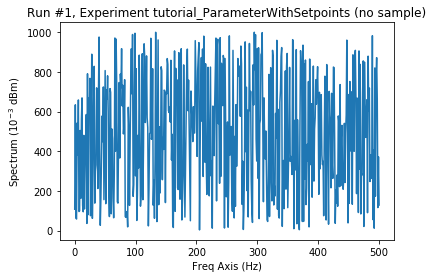 Run #1, Experiment tutorial_ParameterWithSetpoints (no sample)
Spectrum (10⁻³ dBm)
1000
800
600
400
200
0
0 100 200 300 400 500
Freq Axis (Hz)